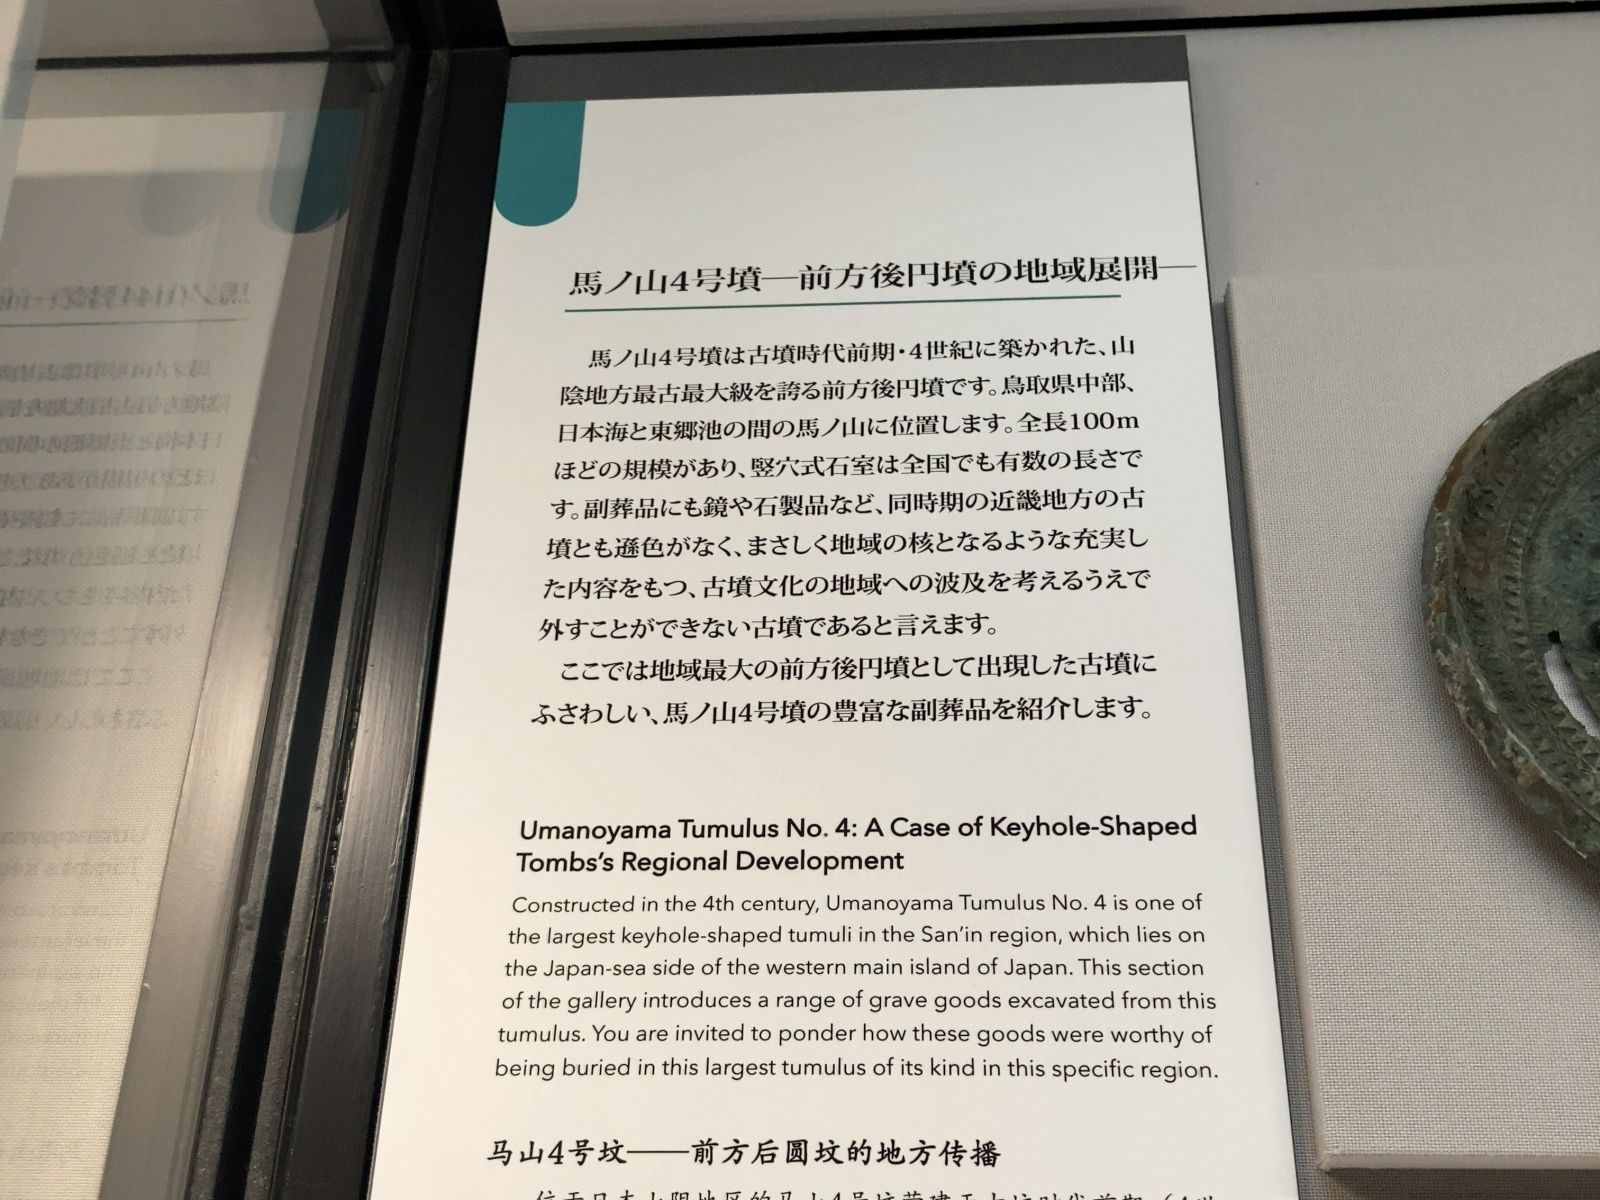 馬ノ山4号墳―前方後円墳の地域展開―
馬ノ山4号墳は古墳時代前期・4世紀に築かれた、山
陰地方最古最大級を誇る前方後円墳です。鳥取県中部、
日本海と東郷池の間の馬ノ山に位置します。全長100m
ほどの規模があり、竪穴式石室は全国でも有数の長さで
す。副葬品にも鏡や石製品など、同時期の近畿地方の古
墳とも遜色がなく、まさしく地域の核となるような充実し
た内容をもつ、古墳文化の地域への波及を考えるうえで
外すことができない古墳であると言えます。
ここでは地域最大の前方後円墳として出現した古墳に
ふさわしい、馬ノ山4号墳の豊富な副葬品を紹介します。
Umanoyama Tumulus No. 4: A Case of Keyhole-Shaped
Tombs's Regional Development
Constructed in the 4th century, Umanoyama Tumulus No. 4 is one of
the largest keyhole-shaped tumuli in the San'in region, which lies on
the Japan-sea side of the western main island of Japan. This section
of the gallery introduces a range of grave goods excavated from this
tumulus. You are invited to ponder how these goods were worthy of
being buried in this largest tumulus of its kind in this specific region.
马山4号坟——前方后圆坟的地方传播